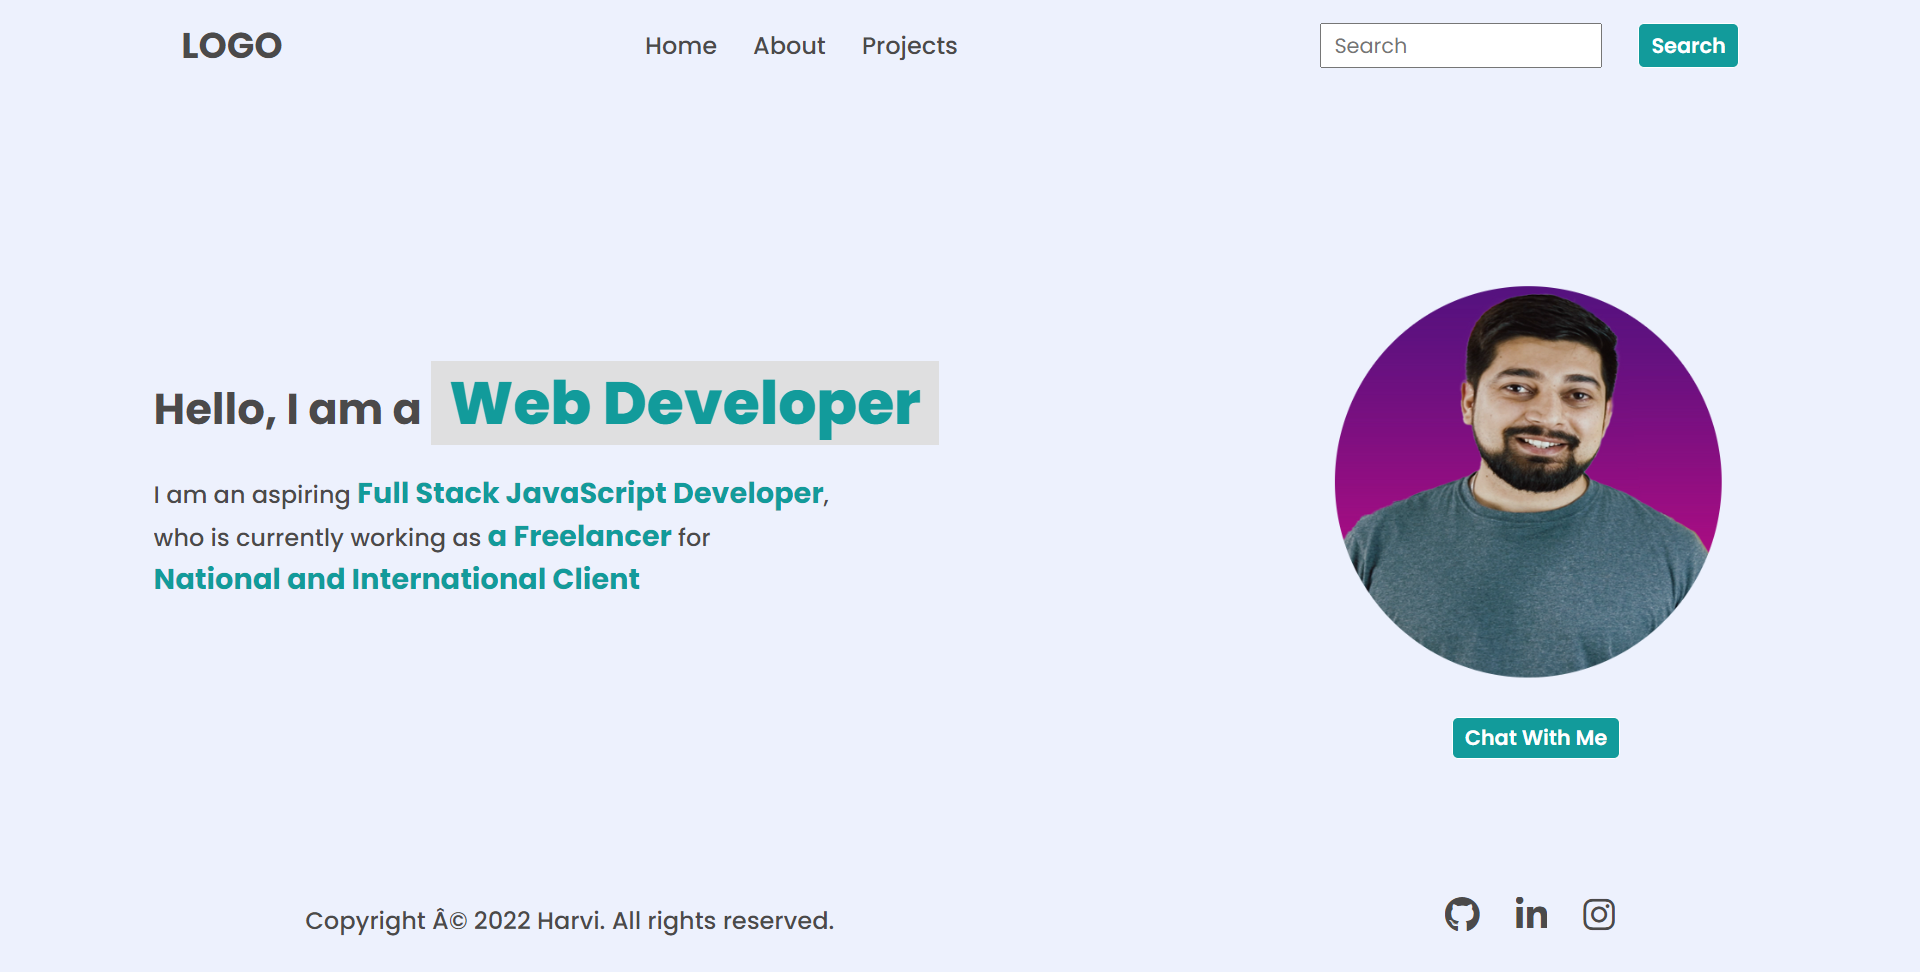 LOGO
Home About Projects
Search
Search
Hello, I am a Web Developer
I am an aspiring Full Stack JavaScript Developer,
who is currently working as a Freelancer for
National and International Client
Chat With Me
Copyright Â© 2022 Harvi. All rights reserved.
in